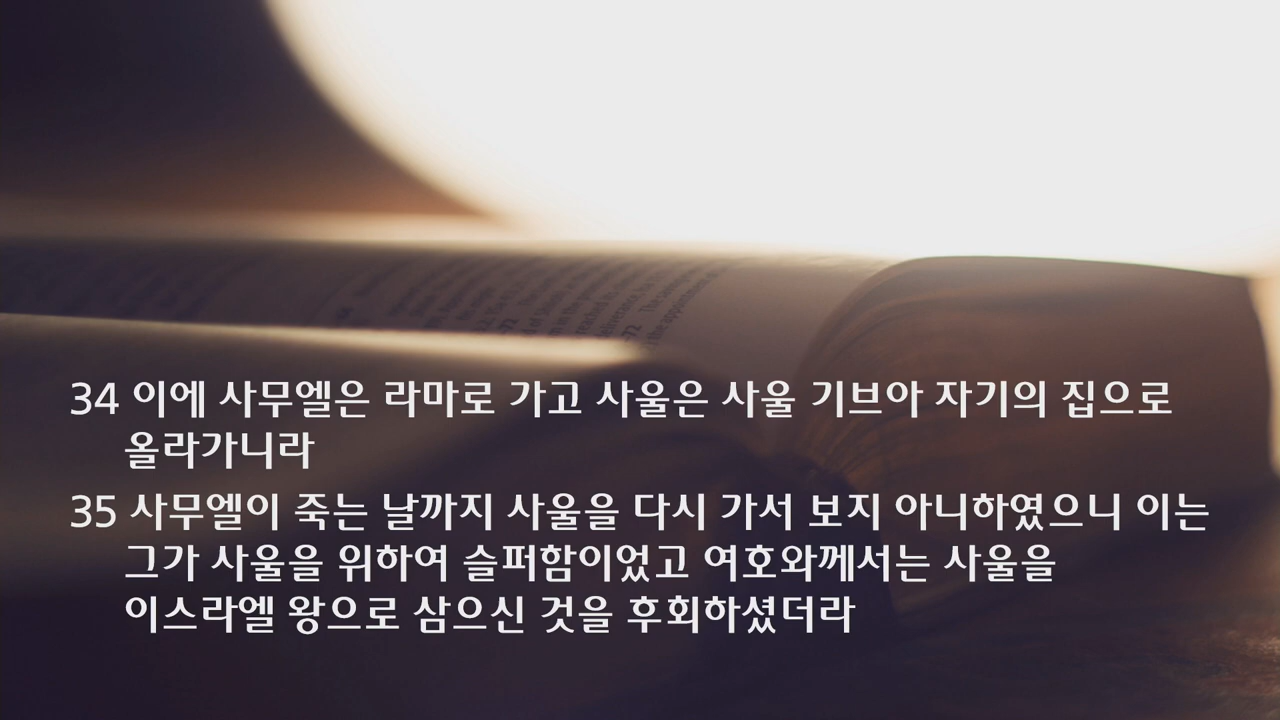 34 이에 사무엘은 라마로 가고 사울은 사울 기브아 자기의 집으로
올라가니라
35 사무엘이 죽는 날까지 사울을 다시 가서 보지 아니하였으니 이는
그가 사울을 위하여 슬퍼함이었고 여호와께서는 사울을
이스라엘 왕으로 삼으신 것을 후회하셨더라